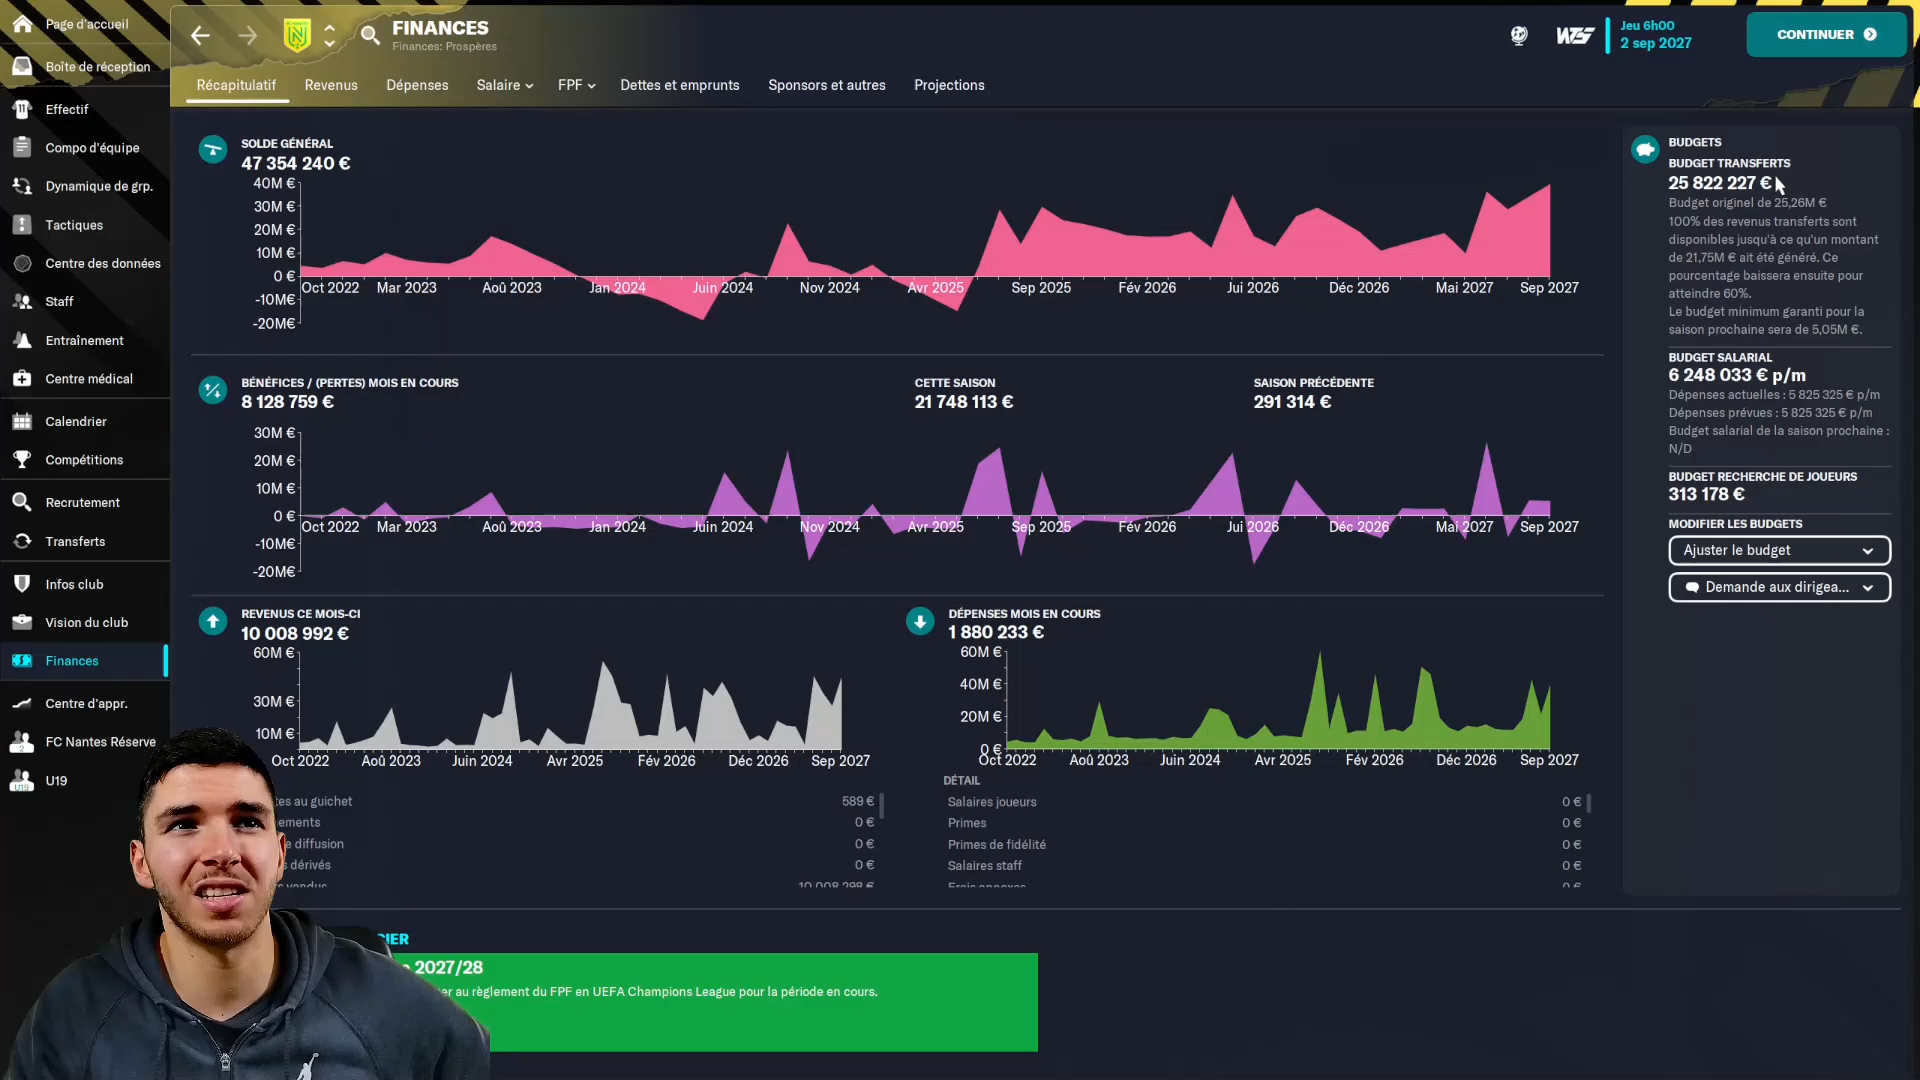 Page d'accueil
Boîte de réception
Effectif
Compo d'équipe
Dynamique de grp.
Tactiques
Centre des données
Staff
Entraînement
Centre médical
Calendrier
Compétitions
Recrutement
Transferts
Infos club
Vision du club
Finances
Centre d'appr.
FC Nantes Réserve
U19
FINANCES
Finances: Prospères
Jeu 6h00
2 sep 2027
CONTINUER
Récapitulatif Revenus Dépenses Salaire FPF Dettes et emprunts Sponsors et autres Projections
SOLDE GÉNÉRAL
47 354 240 €
40M €
30M €
20M €
10M €
0 €
-10M€
-20M€
Oct 2022 Mar 2023 Aoû 2023 Jan 2024 Juin 2024 Nov 2024 Avr 2025 Sep 2025 Fév 2026 Jui 2026 Déc 2026 Mai 2027 Sep 2027
BÉNÉFICES / (PERTES) MOIS EN COURS
8 128 759 €
CETTE SAISON
21 748 113 €
SAISON PRÉCÉDENTE
291 314 €
30M €
20M €
10M €
0 €
-10M€
-20M€
Oct 2022 Mar 2023 Aoû 2023 Jan 2024 Juin 2024 Nov 2024 Avr 2025 Sep 2025 Fév 2026 Jui 2026 Déc 2026 Mai 2027 Sep 2027
REVENUS CE MOIS-CI
10 008 992 €
60M €
30M €
10M €
Oct 2022 Aoû 2023 Juin 2024 Avr 2025 Fév 2026 Déc 2026 Sep 2027
au guichet 589 €
0 €
diffusion 0 €
dérivés 0 €
vendus 10 008 298 €
DÉPENSES MOIS EN COURS
1 880 233 €
60M €
40M €
20M €
0 €
Oct 2022 Aoû 2023 Juin 2024 Avr 2025 Fév 2026 Déc 2026 Sep 2027
DÉTAIL
Salaires joueurs 0 €
Primes 0 €
Primes de fidélité 0 €
Salaires staff 0 €
Frais annexes 0 €
2027/28
au règlement du FPF en UEFA Champions League pour la période en cours.
BUDGETS
BUDGET TRANSFERTS
25 822 227 €
Budget originel de 25,26M €
100% des revenus transferts sont
disponibles jusqu'à ce qu'un montant
de 21,75M € ait été généré. Ce
pourcentage baissera ensuite pour
atteindre 60%.
Le budget minimum garanti pour la
saison prochaine sera de 5,05M €.
BUDGET SALARIAL
6 248 033 € p/m
Dépenses actuelles : 5 825 325 € p/m
Dépenses prévues : 5 825 325 € p/m
Budget salarial de la saison prochaine :
N/D
BUDGET RECHERCHE DE JOUEURS
313 178 €
MODIFIER LES BUDGETS
Ajuster le budget
Demande aux dirigea...